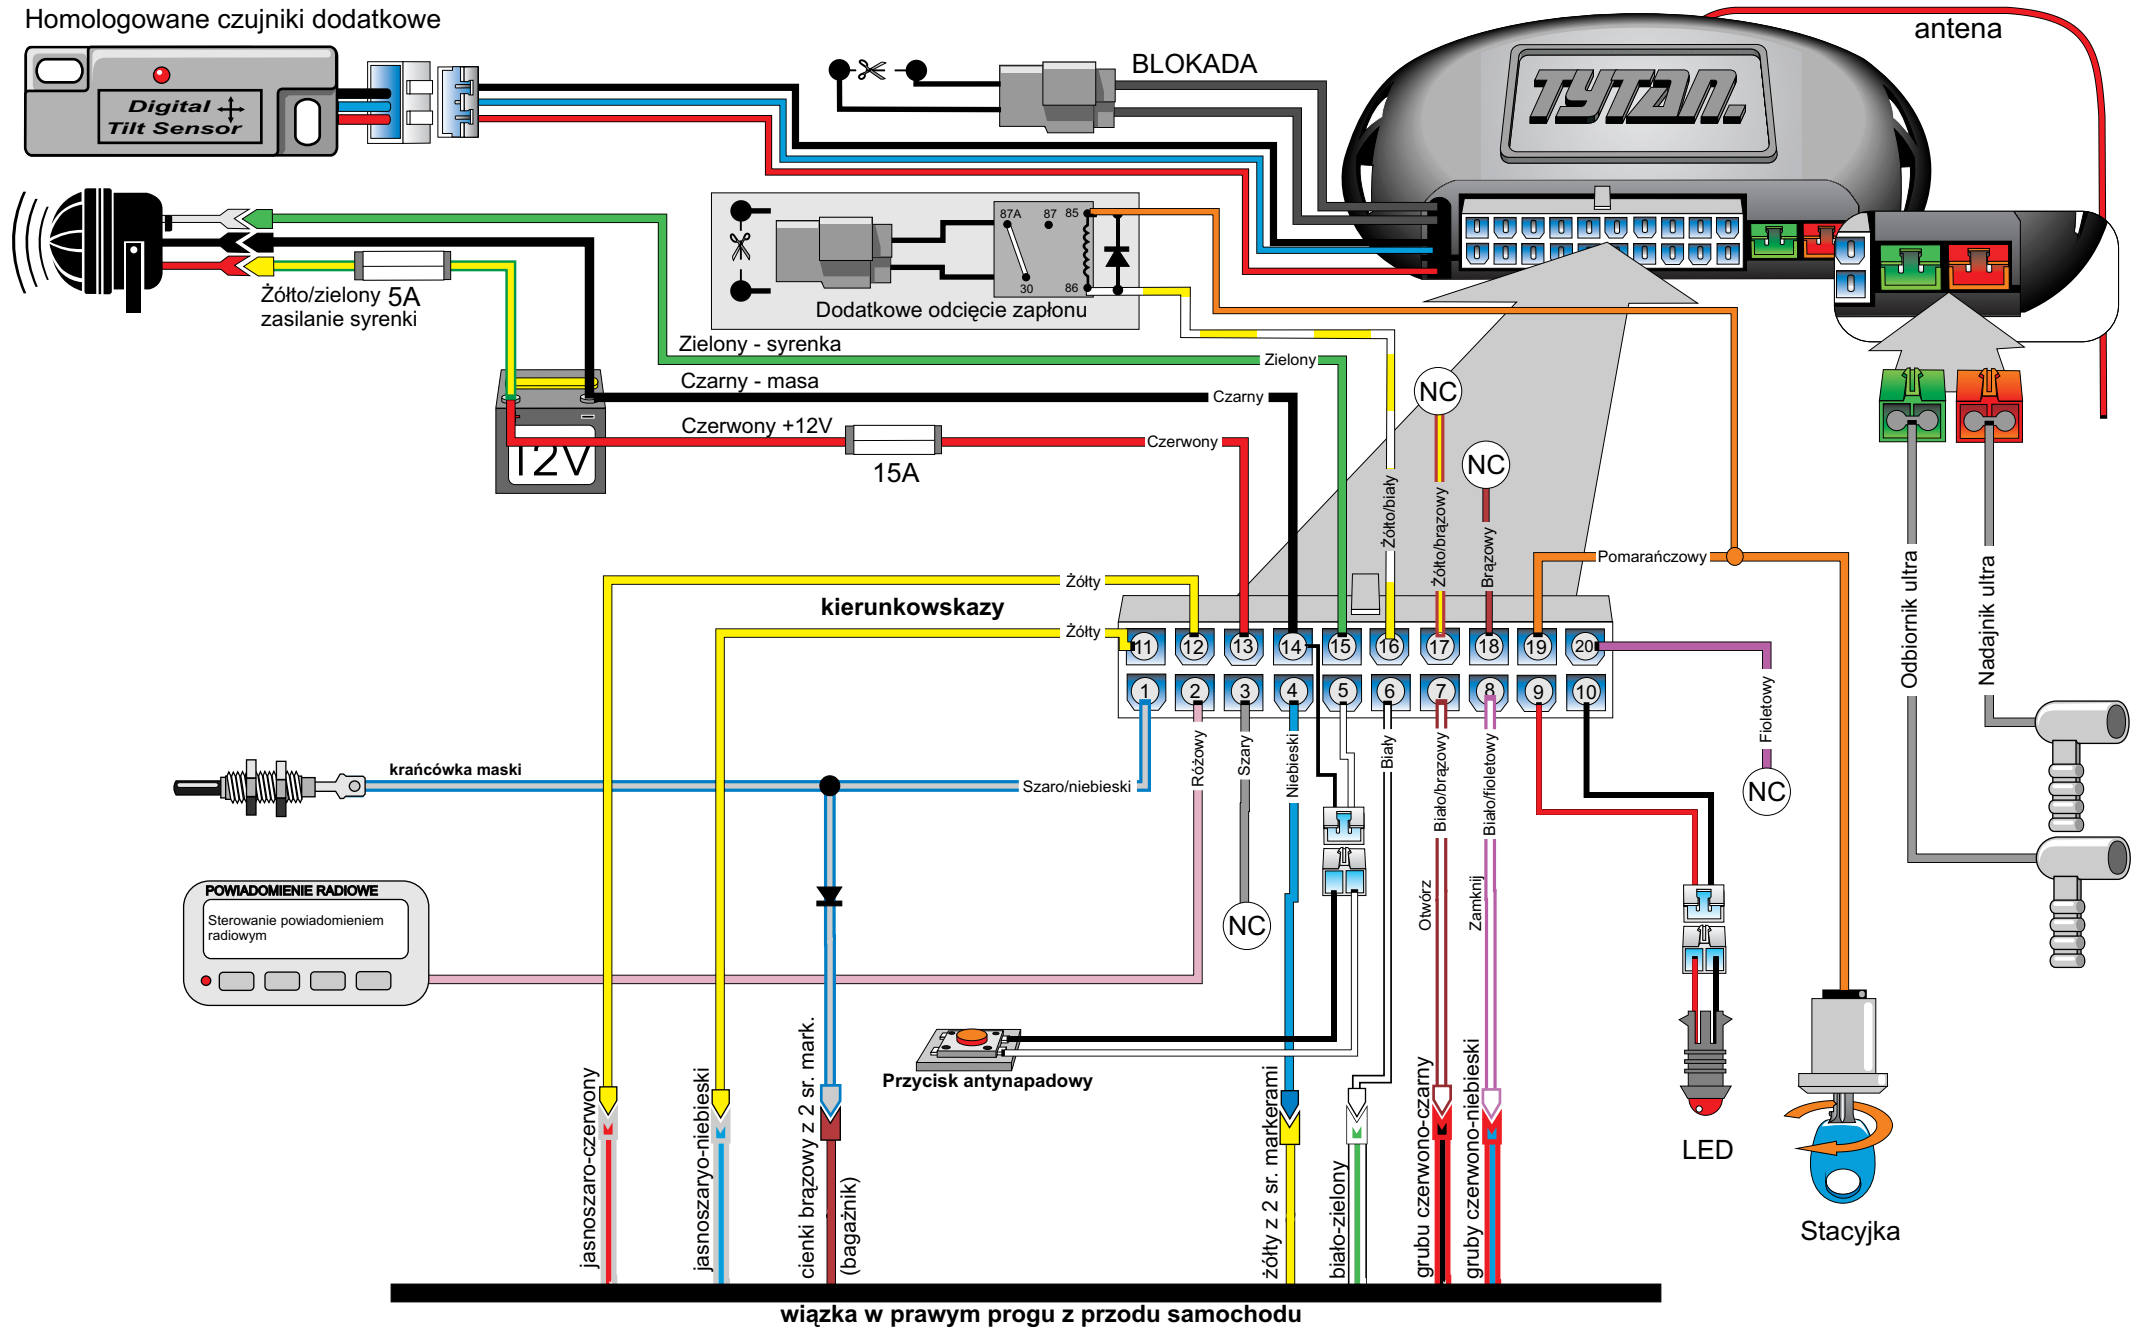 Homologowane czujniki dodatkowe
Digital
Tilt Sensor
BLOKADA
TYTAN.
antena
Żółto/zielony 5A
zasilanie syrenki
87A
87
85
30
86
Dodatkowe odcięcie zapłonu
Zielony - syrenka
Zielony
Czarny - masa
Czarny
Czerwony +12V
Czerwony
12V
15A
NC
NC
Żółto/biały
Żółto/brązowy
Brązowy
Pomarańczowy
Odbiornik ultra
Nadajnik ultra
Żółty
kierunkowskazy
Żółty
11 12 13 14 15 16 17 18 19 20
1 2 3 4 5 6 7 8 9 10
Fioletowy
NC
krańcówka maski
Szaro/niebieski
Różowy
Szary
Niebieski
Biały
Biało/brązowy
Biało/fioletowy
Otwórz
Zamknij
NC
POWIADOMIENIE RADIOWE
Sterowanie powiadomieniem
radiowym
Przycisk antynapadowy
jasnoszaro-czerwony
jasnoszaryo-niebieski
cienki brązowy z 2 sr. mark.
(bagażnik)
żółty z 2 sr. markerami
biało-zielony
grubu czerwono-czarny
gruby czerwono-niebieski
LED
Stacyjka
wiązka w prawym progu z przodu samochodu